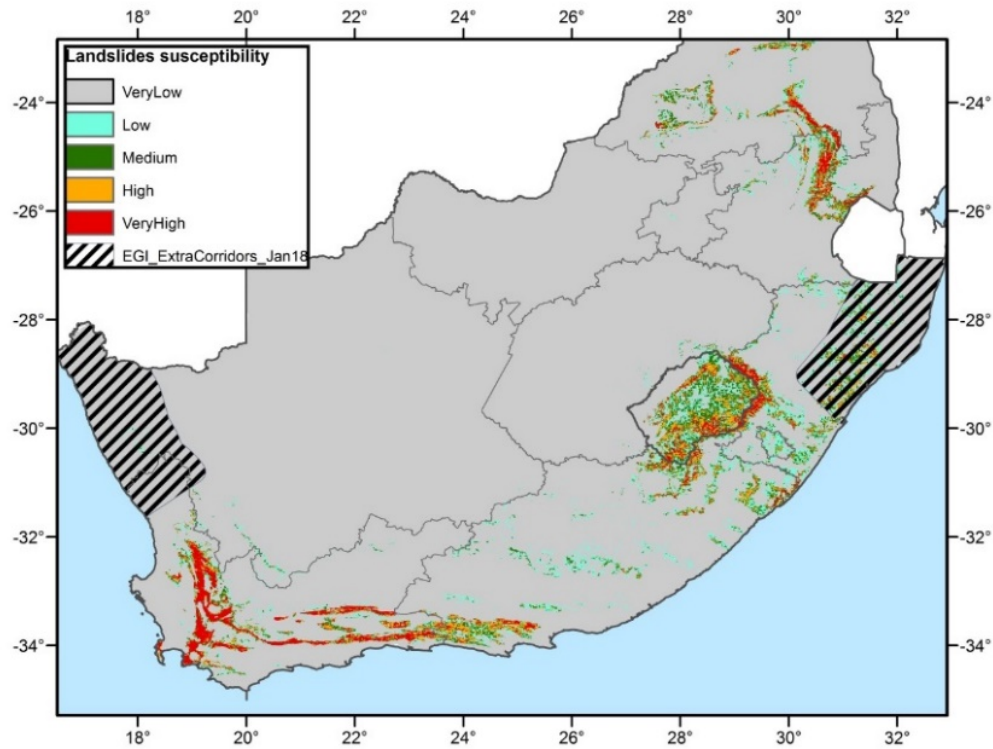 18° 20° 22° 24° 26° 28° 30° 32°
Landslides susceptibility
VeryLow
Low
Medium
High
VeryHigh
EGI_ExtraCorridors_Jan18
-24° -24°
-26° -26°
-28° -28°
-30° -30°
-32° -32°
-34° -34°
18° 20° 22° 24° 26° 28° 30° 32°